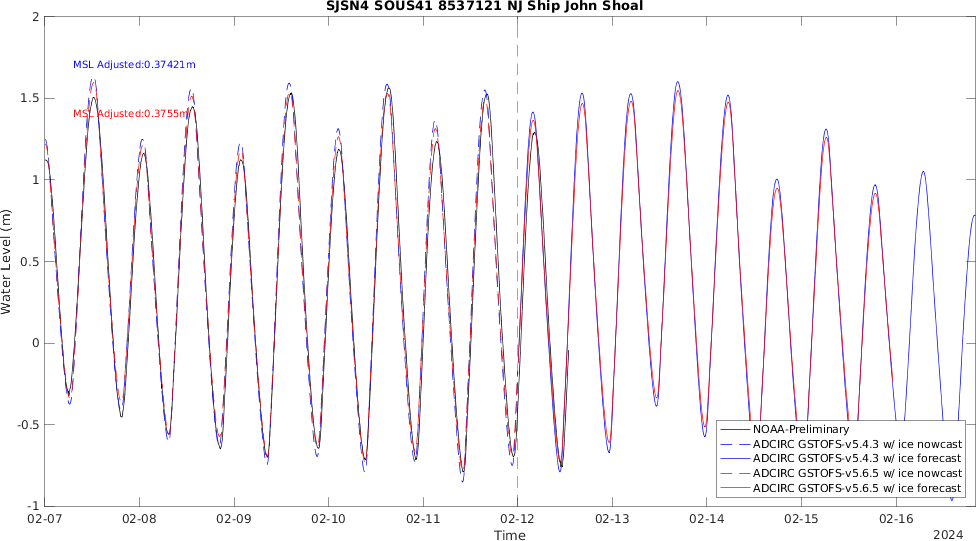 SJSN4 SOUS41 8537121 NJ Ship John Shoal
Water Level (m)
2
1.5
1
0.5
0
-0.5
-1
MSL Adjusted:0.37421m
MSL Adjusted:0.3755m
NOAA-Preliminary
ADCIRC GSTOFS-v5.4.3 w/ ice nowcast
ADCIRC GSTOFS-v5.4.3 w/ ice forecast
ADCIRC GSTOFS-v5.6.5 w/ ice nowcast
ADCIRC GSTOFS-v5.6.5 w/ ice forecast
02-07 02-08 02-09 02-10 02-11 02-12 02-13 02-14 02-15 02-16
Time
2024